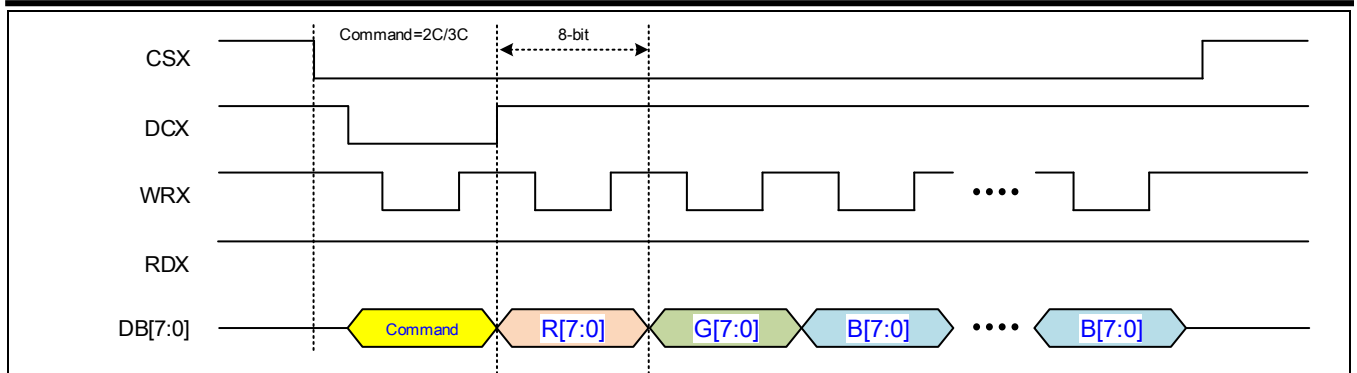 Command=2C/3C 8-bit
CSX
DCX
WRX
RDX
DB[7:0] Command R[7:0] G[7:0] B[7:0] B[7:0]